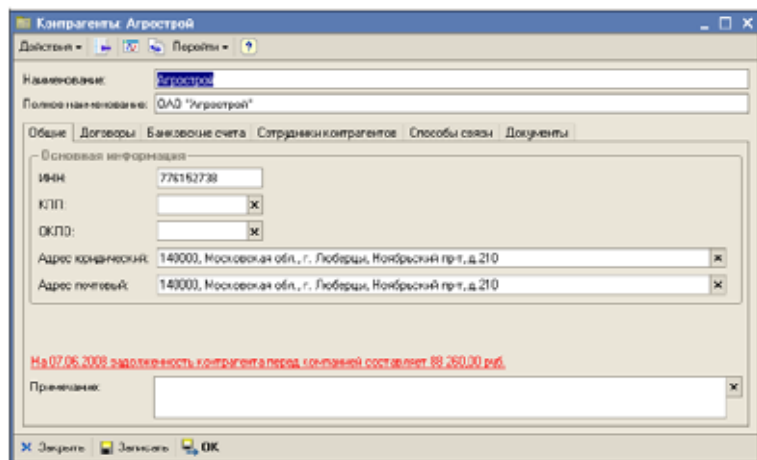 Контрагенты: Агрострой
Действия Перейти ?
Наименование: Агрострой
Полное наименование: ОАО "Агрострой"
Общие Договоры Банковские счета Сотрудники контрагентов Способы связи Документы
Основная информация
ИНН: 776152738
КПП:
ОКПО:
Адрес юридический: 140000, Московская обл., г. Люберцы, Ноябрьский пр-т, д.210
Адрес почтовый: 140000, Московская обл., г. Люберцы, Ноябрьский пр-т, д.210
На 07.06.2008 задолженность контрагента перед компанией составляет 88 260,00 руб.
Примечание:
Закрыть Записать OK